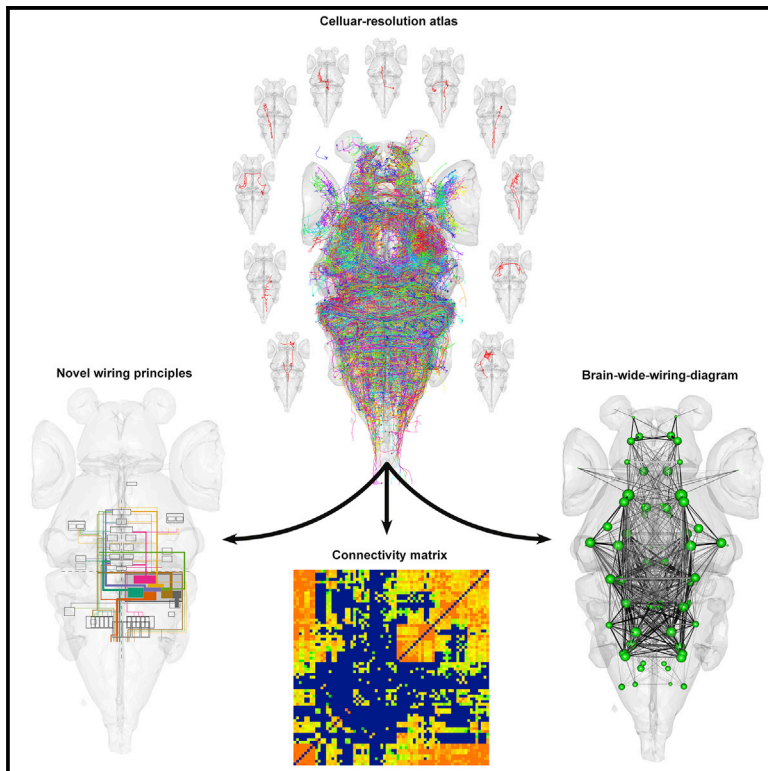 Celluar-resolution atlas
Novel wiring principles
Brain-wide-wiring-diagram
Connectivity matrix